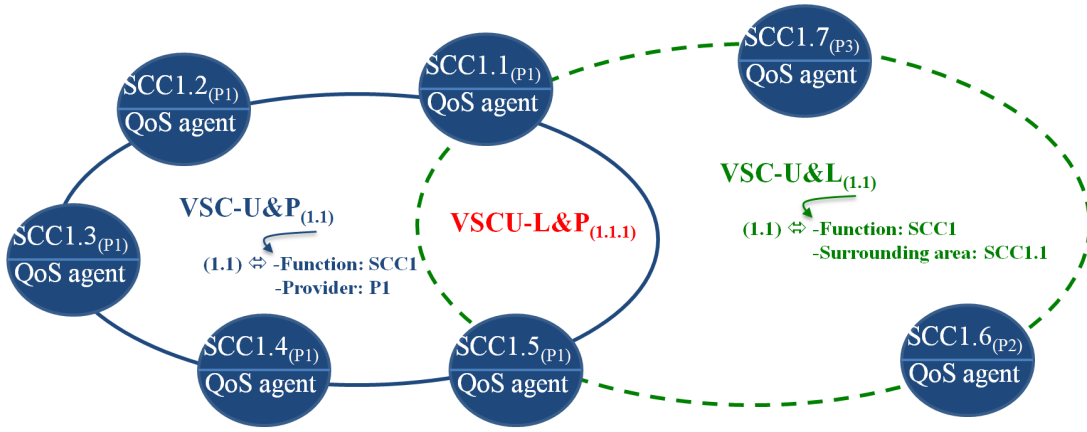 SCC1.2(P1)
QoS agent
SCC1.1(P1)
QoS agent
SCC1.7(P3)
QoS agent
SCC1.3(P1)
QoS agent
VSC-U&P(1.1)
(1.1) ⇔ -Function: SCC1
-Provider: P1
VSCU-L&P(1.1.1)
VSC-U&L(1.1)
(1.1) ⇔ -Function: SCC1
-Surrounding area: SCC1.1
SCC1.4(P1)
QoS agent
SCC1.5(P1)
QoS agent
SCC1.6(P2)
QoS agent